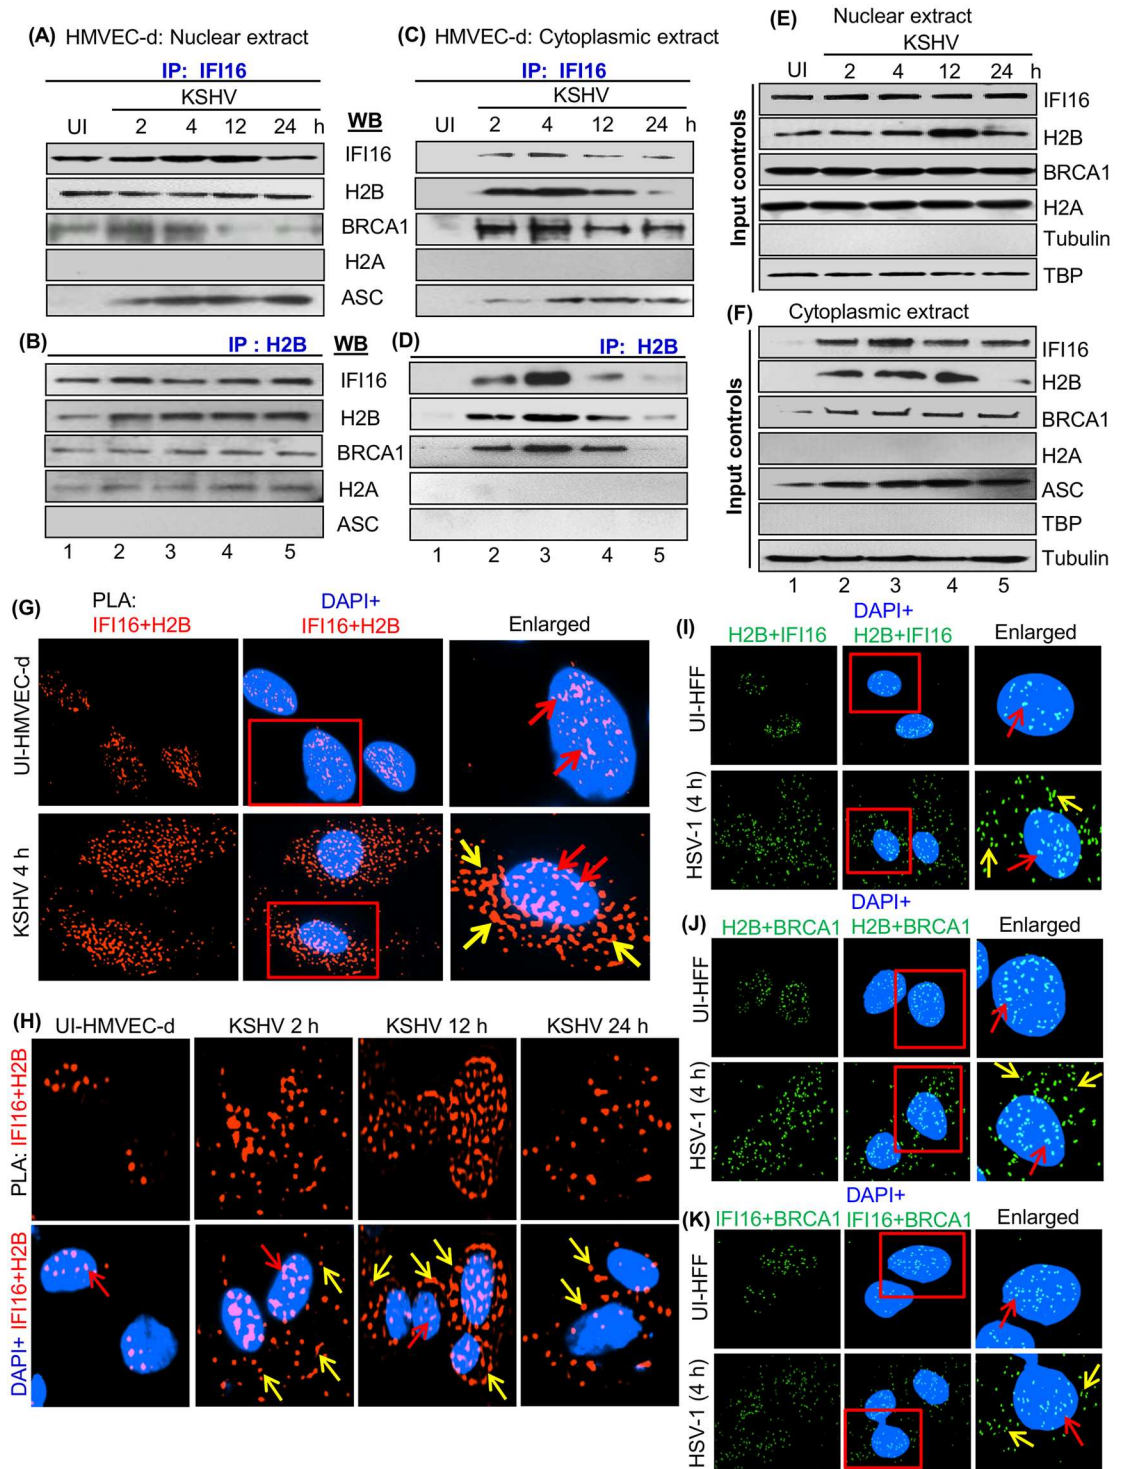 (A) HMVEC-d: Nuclear extract
IP: IFI16
KSHV
UI 2 4 12 24 h
WB
IFI16
H2B
BRCA1
H2A
ASC
(B) IP : H2B
WB
IFI16
H2B
BRCA1
H2A
ASC
1 2 3 4 5
(C) HMVEC-d: Cytoplasmic extract
IP: IFI16
KSHV
UI 2 4 12 24 h
(D) IP: H2B
1 2 3 4 5
(E) Nuclear extract
KSHV
UI 2 4 12 24 h
Input controls
IFI16
H2B
BRCA1
H2A
Tubulin
TBP
(F) Cytoplasmic extract
Input controls
IFI16
H2B
BRCA1
H2A
ASC
TBP
Tubulin
1 2 3 4 5
(G) PLA:
IFI16+H2B
DAPI+
IFI16+H2B
Enlarged
UI-HMVEC-d
KSHV 4 h
(H) UI-HMVEC-d KSHV 2 h KSHV 12 h KSHV 24 h
PLA: IFI16+H2B
DAPI+ IFI16+H2B
(I) H2B+IFI16
DAPI+
H2B+IFI16
Enlarged
UI-HFF
HSV-1 (4 h)
(J) H2B+BRCA1
DAPI+
H2B+BRCA1
Enlarged
UI-HFF
HSV-1 (4 h)
(K) IFI16+BRCA1
DAPI+
IFI16+BRCA1
Enlarged
UI-HFF
HSV-1 (4 h)